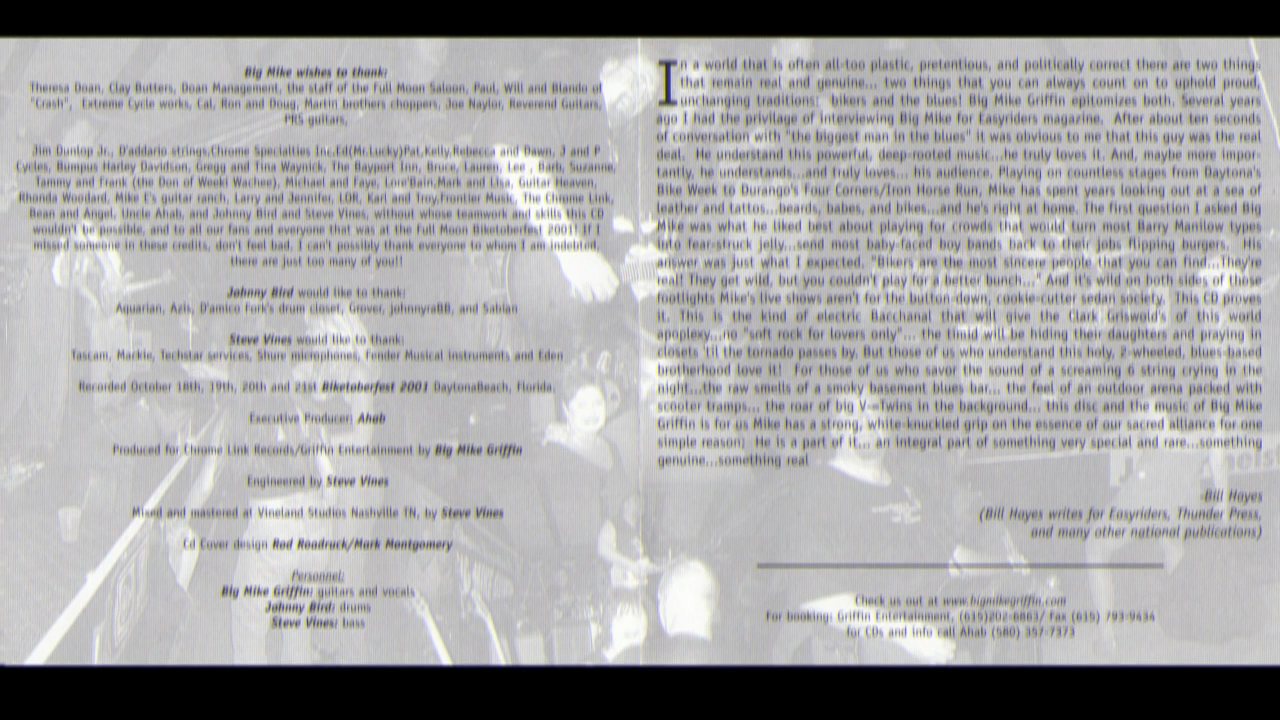 Big Mike wishes to thank:
Theresa Doan, Clay Butters, Doan Management, the staff of the Full Moon Saloon, Paul, Will and Blando of
"Crash", Extreme Cycle works, Cal, Ron and Doug, Martin brothers choppers, Joe Naylor, Reverend Guitars,
PRS guitars,
Jim Dunlop Jr., D'addario strings,Chrome Specialties Inc.Ed(Mr.Lucky)Pat,Kelly,Rebecca and Dawn, J and P
Cycles, Bumpus Harley Davidson, Gregg and Tina Waynick, The Bayport Inn, Bruce, Lauren, Lee , Barb, Suzanne,
Tammy and Frank (the Don of Weeki Wachee), Michael and Faye, Lori'Bain,Mark and Lisa, Guitar Heaven,
Rhonda Woodard, Mike E's guitar ranch, Larry and Jennifer, LOR, Karl and Troy,Frontier Music, The Chrome Link,
Bean and Angel, Uncle Ahab, and Johnny Bird and Steve Vines, without whose teamwork and skills this CD
wouldn't be possible, and to all our fans and everyone that was at the Full Moon Biketoberfest 2001! If I
missed anyone in these credits, don't feel bad, I can't possibly thank everyone to whom I am indebted,
there are just too many of you!!
Johnny Bird would like to thank:
Aquarian, Azis, D'amico Fork's drum closet, Grover, JohnnyraBB, and Sabian
Steve Vines would like to thank:
Tascam, Mackie, Techstar services, Shure microphones, Fender Musical Instruments and Eden
Recorded October 18th, 19th, 20th and 21st Biketoberfest 2001 DaytonaBeach, Florida.
Executive Producer: Ahab
Produced for Chrome Link Records/Griffin Entertainment by Big Mike Griffin
Engineered by Steve Vines
Mixed and mastered at Vineland Studios Nashville TN, by Steve Vines
Cd Cover design Rod Roadruck/Mark Montgomery
Personnel:
Big Mike Griffin: guitars and vocals
Johnny Bird: drums
Steve Vines: bass
In a world that is often all-too plastic, pretentious, and politically correct there are two things
that remain real and genuine... two things that you can always count on to uphold proud,
unchanging traditions: bikers and the blues! Big Mike Griffin epitomizes both. Several years
ago I had the privilage of interviewing Big Mike for Easyriders magazine. After about ten seconds
of conversation with "the biggest man in the blues" it was obvious to me that this guy was the real
deal. He understands this powerful, deep-rooted music...he truly loves it. And, maybe more impor-
tantly, he understands...and truly loves... his audience. Playing on countless stages from Daytona's
Bike Week to Durango's Four Corners/Iron Horse Run, Mike has spent years looking out at a sea of
leather and tattos...beards, babes, and bikes...and he's right at home. The first question I asked Big
Mike was what he liked best about playing for crowds that would turn most Barry Manilow types
into fear-struck jelly...send most baby-faced boy bands back to their jobs flipping burgers. His
answer was just what I expected. "Bikers are the most sincere people that you can find...They're
real! They get wild, but you couldn't play for a better bunch..." And it's wild on both sides of those
footlights Mike's live shows aren't for the button-down, cookie-cutter sedan society. This CD proves
it. This is the kind of electric Bacchanal that will give the Clark Griswold's of this world
apoplexy...no "soft rock for lovers only"... the timid will be hiding their daughters and praying in
closets 'til the tornado passes by. But those of us who understand this holy, 2-wheeled, blues-based
brotherhood love it! For those of us who savor the sound of a screaming 6 string crying in the
night...the raw smells of a smoky basement blues bar... the feel of an outdoor arena packed with
scooter tramps... the roar of big V-Twins in the background... this disc and the music of Big Mike
Griffin is for us Mike has a strong, white-knuckled grip on the essence of our sacred alliance for one
simple reason: He is a part of it... an integral part of something very special and rare...something
genuine...something real
-Bill Hayes
(Bill Hayes writes for Easyriders, Thunder Press,
and many other national publications)
Check us out at www.bigmikegriffin.com
For booking: Griffin Entertainment, (615)202-6863/ Fax (615) 793-9434
for CDs and info call Ahab (580) 357-7373